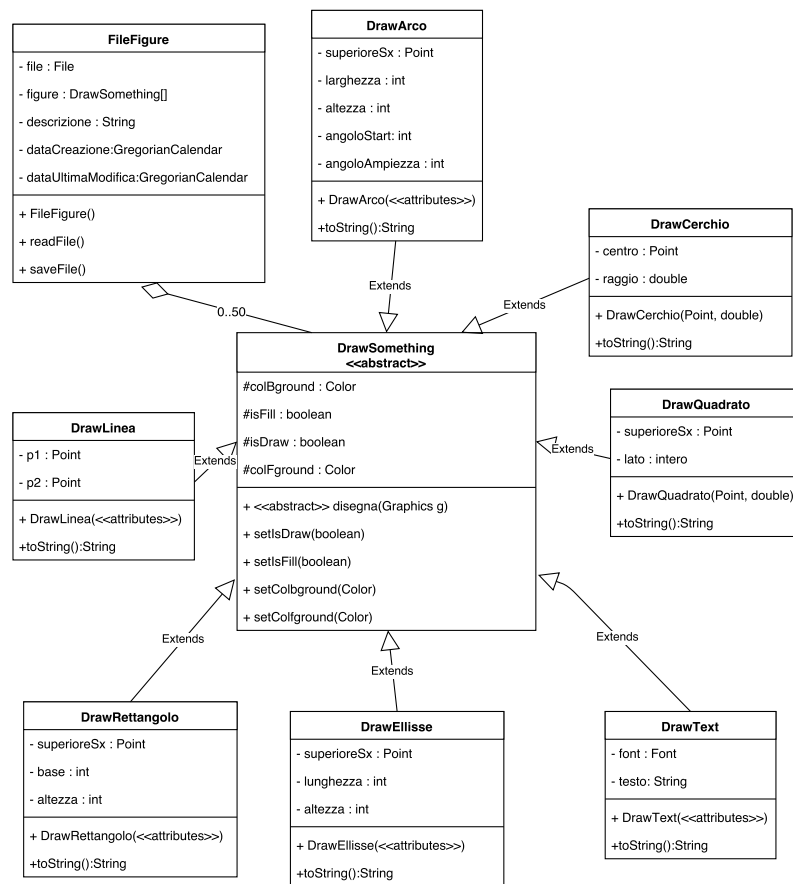 FileFigure
- file : File
- figure : DrawSomething[]
- descrizione : String
- dataCreazione:GregorianCalendar
- dataUltimaModifica:GregorianCalendar
+ FileFigure()
+ readFile()
+ saveFile()
DrawArco
- superioreSx : Point
- larghezza : int
- altezza : int
- angoloStart: int
- angoloAmpiezza : int
+ DrawArco(<<attributes>>)
+toString():String
DrawCerchio
- centro : Point
- raggio : double
+ DrawCerchio(Point, double)
+toString():String
Extends
Extends
0..50
DrawSomething
<<abstract>>
#colBground : Color
#isFill : boolean
#isDraw : boolean
#colFground : Color
+ <<abstract>> disegna(Graphics g)
+ setIsDraw(boolean)
+ setIsFill(boolean)
+ setColbground(Color)
+ setColfground(Color)
DrawLinea
- p1 : Point
- p2 : Point
+ DrawLinea(<<attributes>>)
+toString():String
Extends
DrawQuadrato
- superioreSx : Point
- lato : intero
+ DrawQuadrato(Point, double)
+toString():String
Extends
Extends
Extends
Extends
DrawRettangolo
- superioreSx : Point
- base : int
- altezza : int
+ DrawRettangolo(<<attributes>>)
+toString():String
DrawEllisse
- superioreSx : Point
- lunghezza : int
- altezza : int
+ DrawEllisse(<<attributes>>)
+toString():String
DrawText
- font : Font
- testo: String
+ DrawText(<<attributes>>)
+toString():String